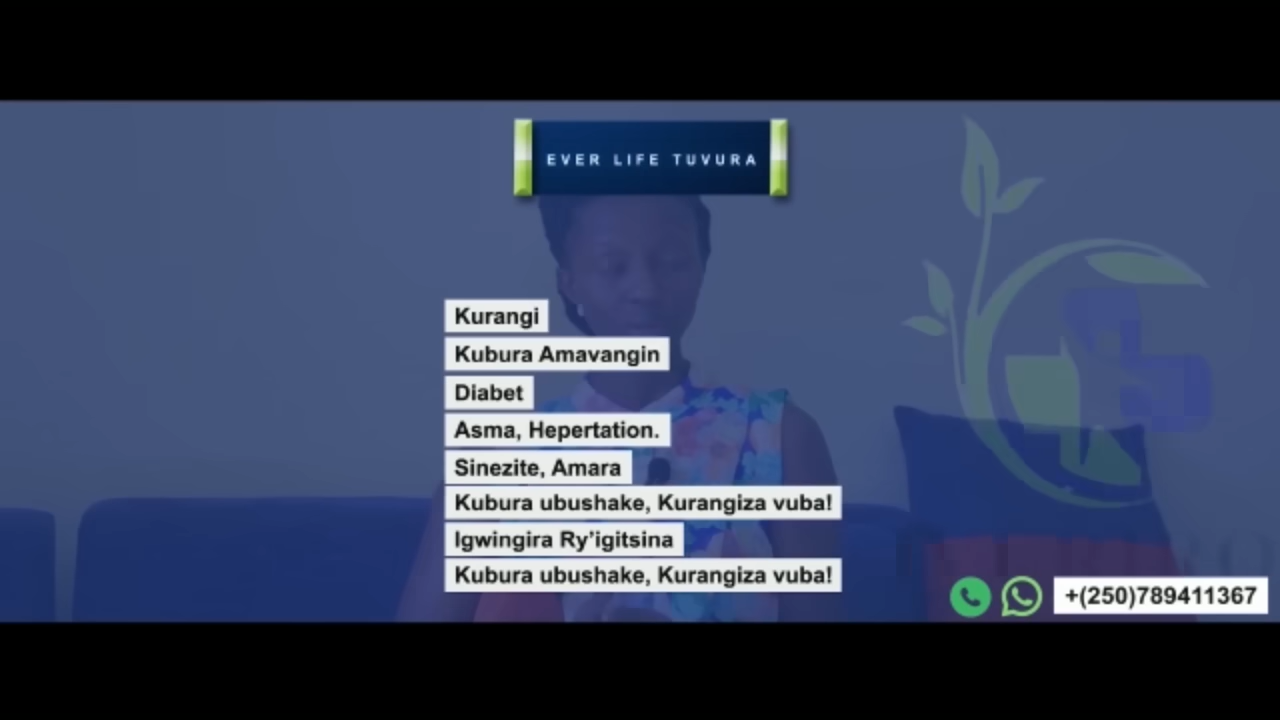 EVER LIFE TUVURA
Kurangi
Kubura Amavangin
Diabet
Asma, Hepertation.
Sinezite, Amara
Kubura ubushake, Kurangiza vuba!
Igwingira Ry’igitsina
Kubura ubushake, Kurangiza vuba!
+(250)789411367